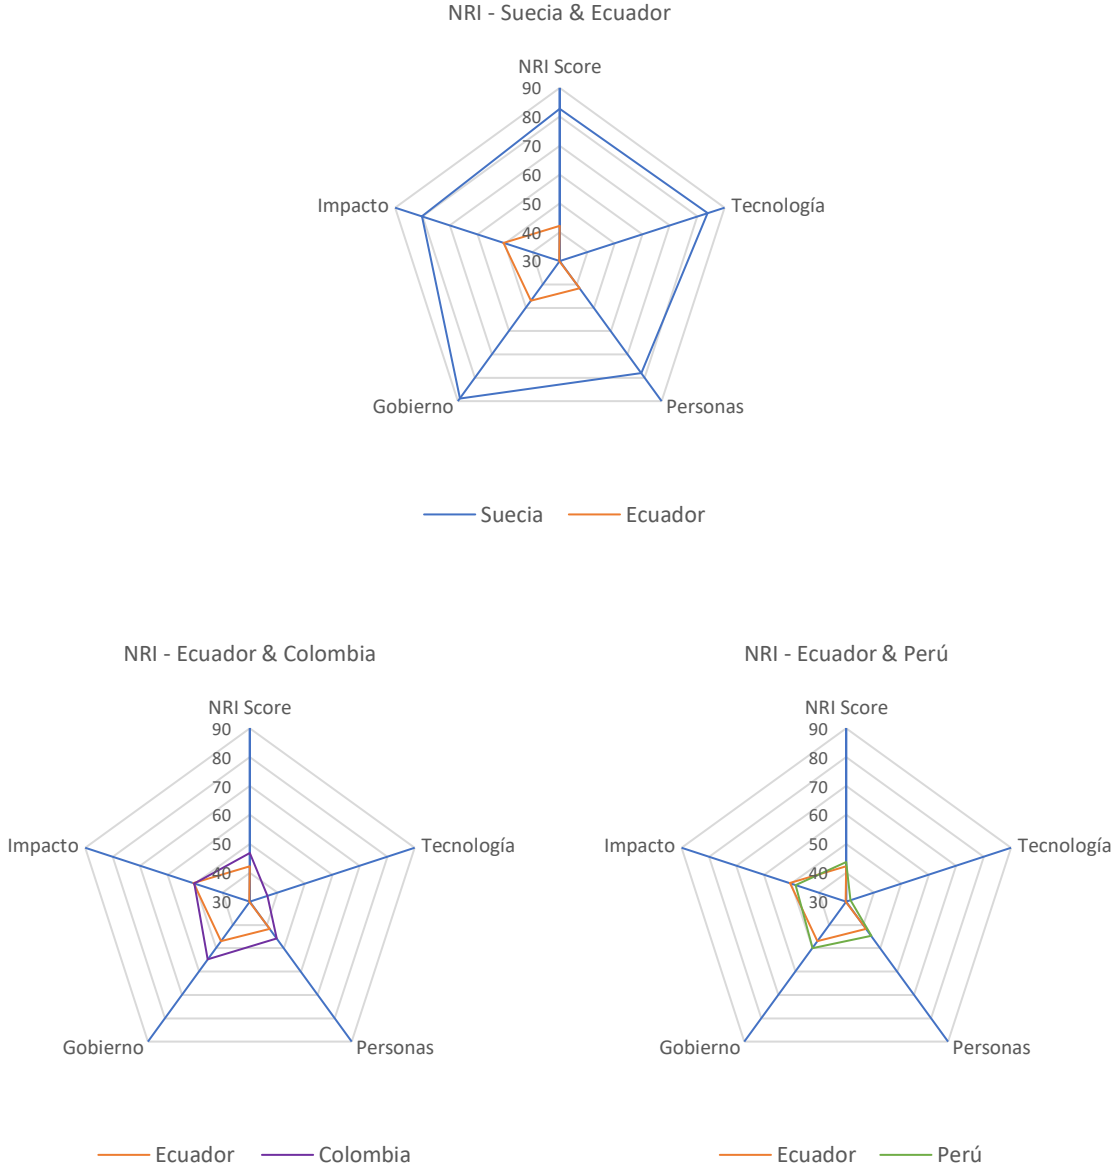 NRI - Suecia & Ecuador
NRI Score
90
80
70
60
50
40
30
Impacto
Tecnología
Gobierno
Personas
Suecia
Ecuador
NRI - Ecuador & Colombia
NRI Score
90
80
70
60
50
40
30
Impacto
Tecnología
Gobierno
Personas
Ecuador
Colombia
NRI - Ecuador & Perú
NRI Score
90
80
70
60
50
40
30
Impacto
Tecnología
Gobierno
Personas
Ecuador
Perú